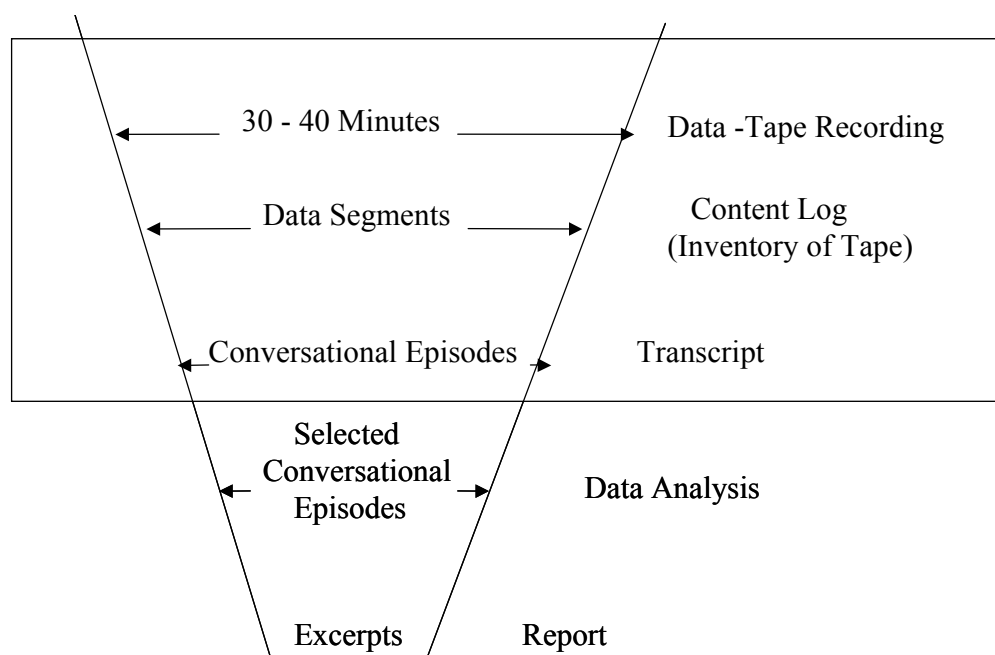 30 - 40 Minutes
Data -Tape Recording
Data Segments
Content Log
(Inventory of Tape)
Conversational Episodes
Transcript
Selected
Conversational
Episodes
Data Analysis
Excerpts
Report